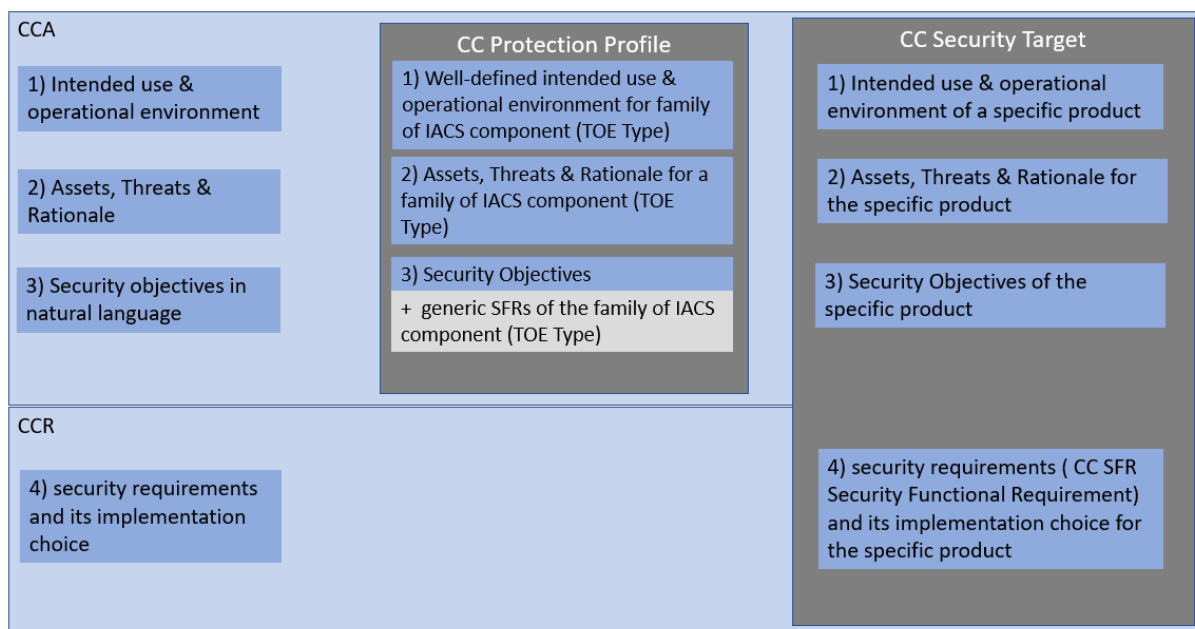 CCA
1) Intended use &
operational environment
2) Assets, Threats &
Rationale
3) Security objectives in
natural language
CC Protection Profile
1) Well-defined intended use &
operational environment for family
of IACS component (TOE Type)
2) Assets, Threats & Rationale for a
family of IACS component (TOE
Type)
3) Security Objectives
+ generic SFRs of the family of IACS
component (TOE Type)
CC Security Target
1) Intended use & operational
environment of a specific product
2) Assets, Threats & Rationale for
the specific product
3) Security Objectives of the
specific product
4) security requirements ( CC SFR
Security Functional Requirement)
and its implementation choice for
the specific product
CCR
4) security requirements
and its implementation
choice